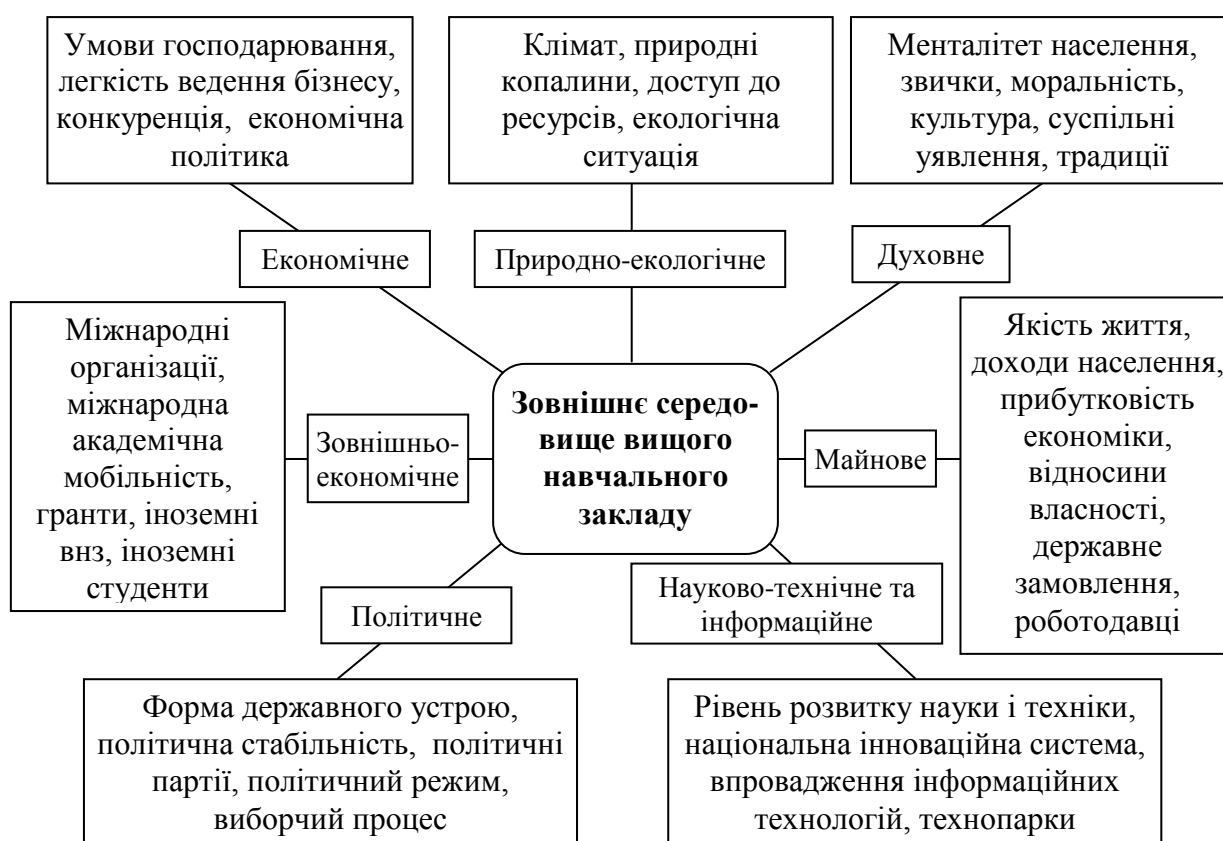 Умови господарювання,
легкість ведення бізнесу,
конкуренція, економічна
політика
Клімат, природні
копалини, доступ до
ресурсів, екологічна
ситуація
Менталітет населення,
звички, моральність,
культура, суспільні
уявлення, традиції
Економічне
Природно-екологічне
Духовне
Міжнародні
організації,
міжнародна
академічна
мобільність,
гранти, іноземні
внз, іноземні
студенти
Зовнішньо-
економічне
Зовнішнє середо-
вище вищого
навчального
закладу
Майнове
Якість життя,
доходи населення,
прибутковість
економіки,
відносини
власності,
державне
замовлення,
роботодавці
Політичне
Науково-технічне та
інформаційне
Форма державного устрою,
політична стабільність, політичні
партії, політичний режим,
виборчий процес
Рівень розвитку науки і техніки,
національна інноваційна система,
впровадження інформаційних
технологій, технопарки